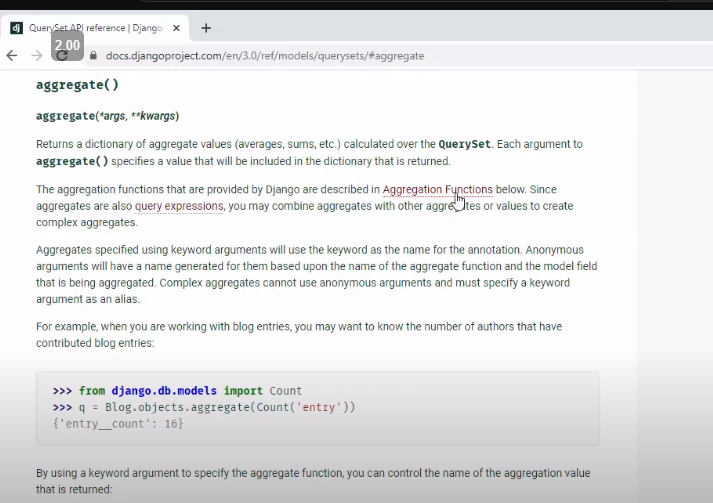 QuerySet API reference | Django
2.00
docs.djangoproject.com/en/3.0/ref/models/querysets/#aggregate
aggregate()
aggregate(*args, **kwargs)
Returns a dictionary of aggregate values (averages, sums, etc.) calculated over the QuerySet. Each argument to
aggregate() specifies a value that will be included in the dictionary that is returned.
The aggregation functions that are provided by Django are described in Aggregation Functions below. Since
aggregates are also query expressions, you may combine aggregates with other aggregates or values to create
complex aggregates.
Aggregates specified using keyword arguments will use the keyword as the name for the annotation. Anonymous
arguments will have a name generated for them based upon the name of the aggregate function and the model field
that is being aggregated. Complex aggregates cannot use anonymous arguments and must specify a keyword
argument as an alias.
For example, when you are working with blog entries, you may want to know the number of authors that have
contributed blog entries:
>>> from django.db.models import Count
>>> q = Blog.objects.aggregate(Count('entry'))
{'entry__count': 16}
By using a keyword argument to specify the aggregate function, you can control the name of the aggregation value
that is returned: